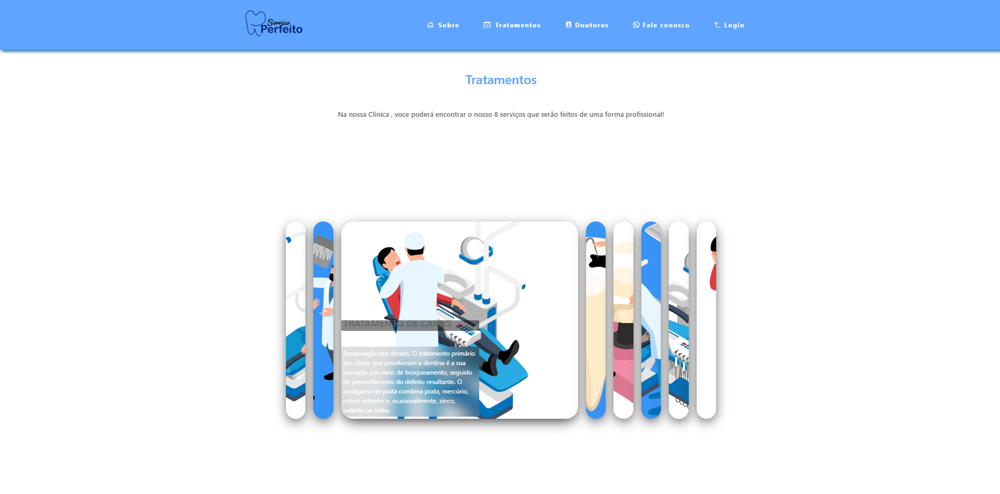 Sorriso
Perfeito
Sobre
Tratamentos
Doutores
Fale conosco
Login
Tratamentos
Na nossa Clinica , voce poderá encontrar o nosso 8 serviços que serão feitos de uma forma profissional!
TRATAMENTO DE CÁRIES
Restauração dos dentes. O tratamento primário
das cáries que envolveram a dentina é a sua
remoção por meio de broqueamento, seguido
de preenchimento do defeito resultante. O
amálgama de prata combina prata, mercúrio,
cobre, estanho e, ocasionalmente, zinco,
paládio ou índio.